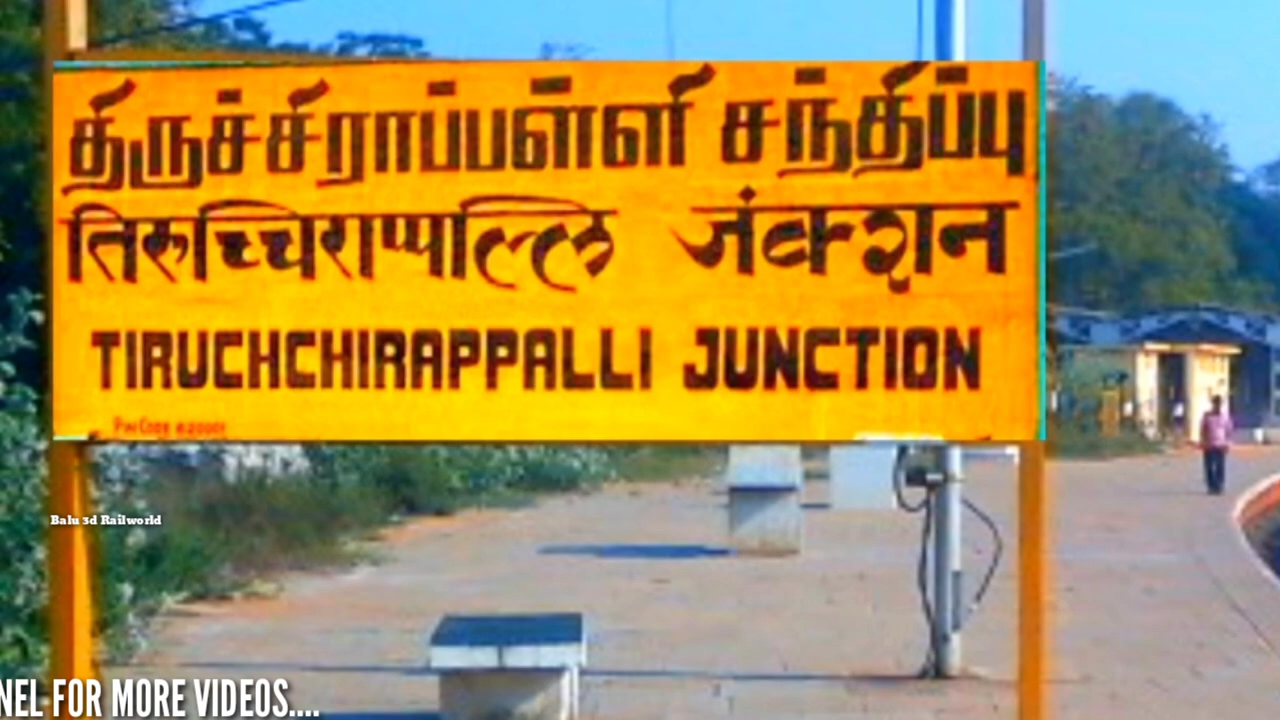 திருச்சிராப்பள்ளி சந்திப்பு
तिरुच्चिराप्पल्लि जंक्शन
TIRUCHCHIRAPPALLI JUNCTION
Balu 3d Railworld
NEL FOR MORE VIDEOS....